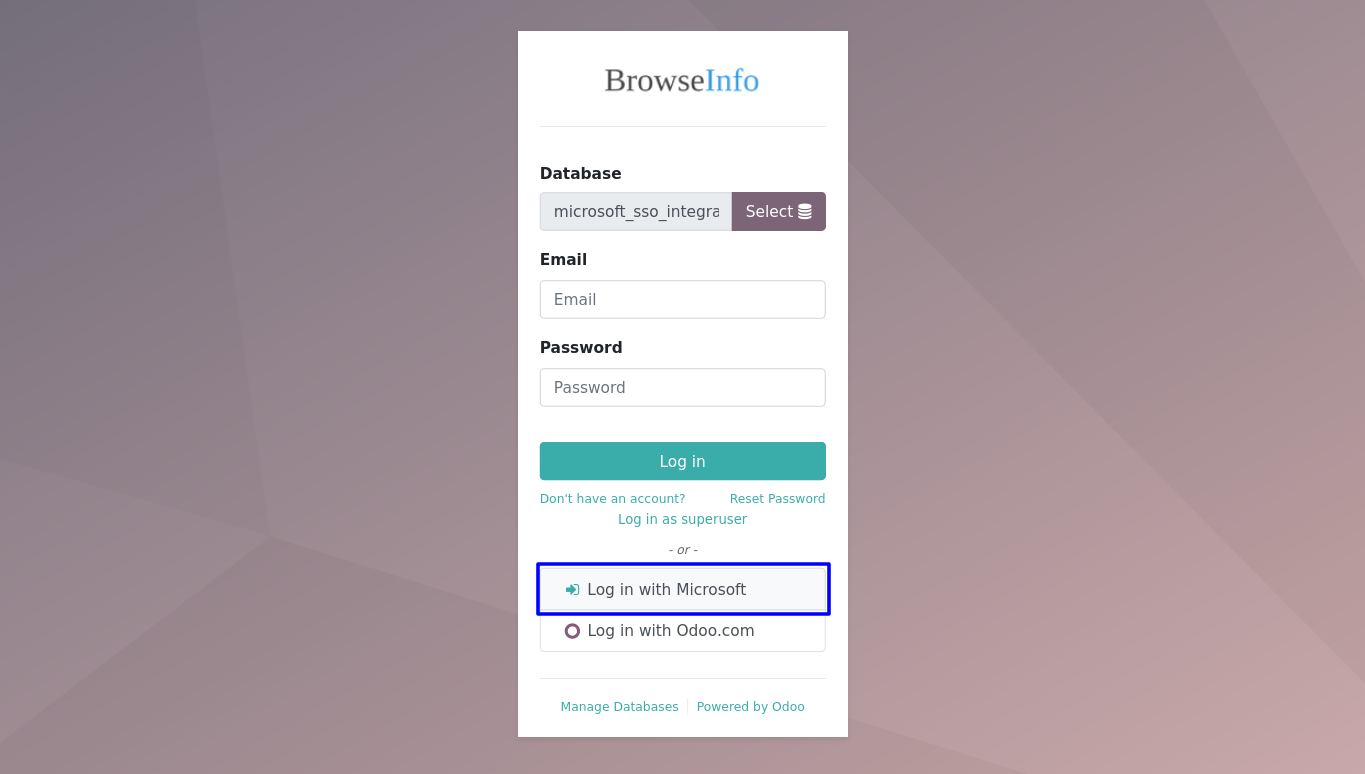 BrowseInfo
Database
microsoft_sso_integra Select
Email
Email
Password
Password
Log in
Don't have an account? Reset Password
Log in as superuser
- or -
Log in with Microsoft
Log in with Odoo.com
Manage Databases Powered by Odoo